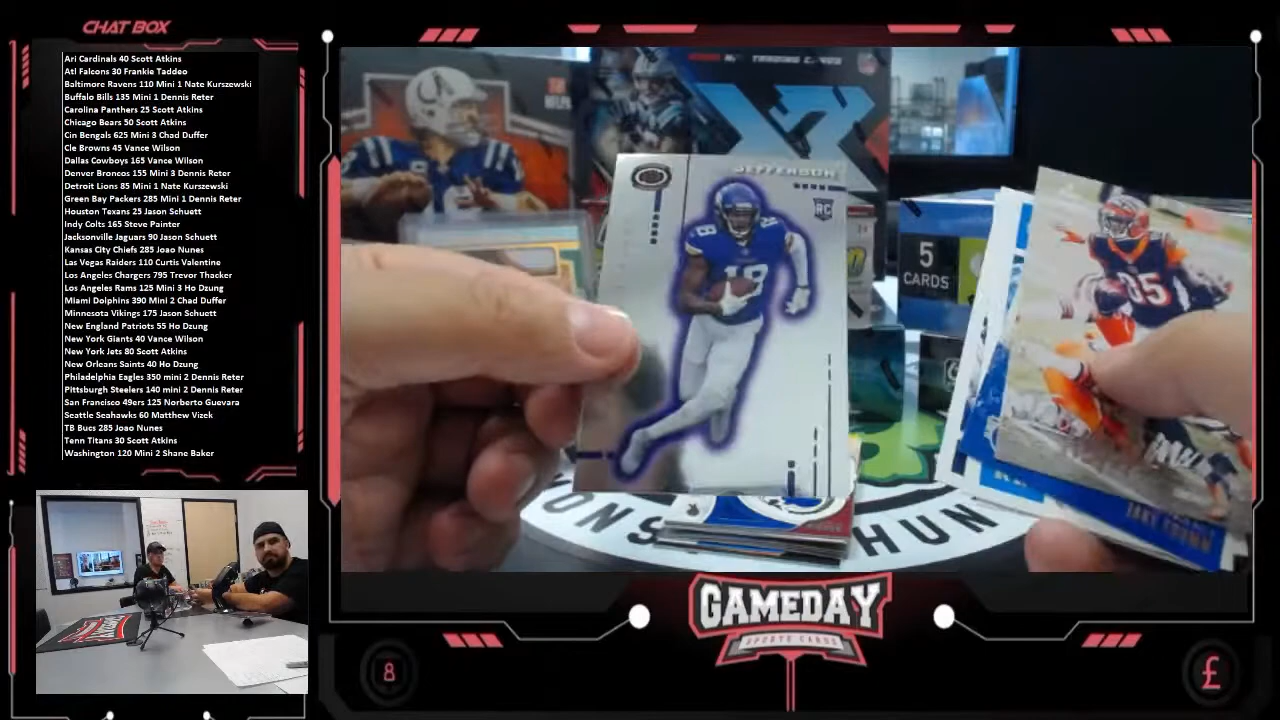 CHAT BOX
Ari Cardinals 40 Scott Atkins
Atl Falcons 30 Frankie Taddeo
Baltimore Ravens 110 Mini 1 Nate Kurszewski
Buffalo Bills 135 Mini 1 Dennis Reter
Carolina Panthers 25 Scott Atkins
Chicago Bears 50 Scott Atkins
Cin Bengals 625 Mini 3 Chad Duffer
Cle Browns 45 Vance Wilson
Dallas Cowboys 165 Vance Wilson
Denver Broncos 155 Mini 3 Dennis Reter
Detroit Lions 85 Mini 1 Nate Kurszewski
Green Bay Packers 285 Mini 1 Dennis Reter
Houston Texans 25 Jason Schuett
Indy Colts 165 Steve Painter
Jacksonville Jaguars 90 Jason Schuett
Kansas City Chiefs 285 Joao Nunes
Las Vegas Raiders 110 Curtis Valentine
Los Angeles Chargers 795 Trevor Thacker
Los Angeles Rams 125 Mini 3 Ho Dzung
Miami Dolphins 390 Mini 2 Chad Duffer
Minnesota Vikings 175 Jason Schuett
New England Patriots 55 Ho Dzung
New York Giants 40 Vance Wilson
New York Jets 80 Scott Atkins
New Orleans Saints 40 Ho Dzung
Philadelphia Eagles 350 mini 2 Dennis Reter
Pittsburgh Steelers 140 mini 2 Dennis Reter
San Francisco 49ers 125 Norberto Guevara
Seattle Seahawks 60 Matthew Vizek
TB Bucs 285 Joao Nunes
Tenn Titans 30 Scott Atkins
Washington 120 Mini 2 Shane Baker
TRADING CARDS
XR
JEFFERSON
RC
18
18
5
CARDS
85
HUN
GAMEDAY
SPORTS CARDS
8
£